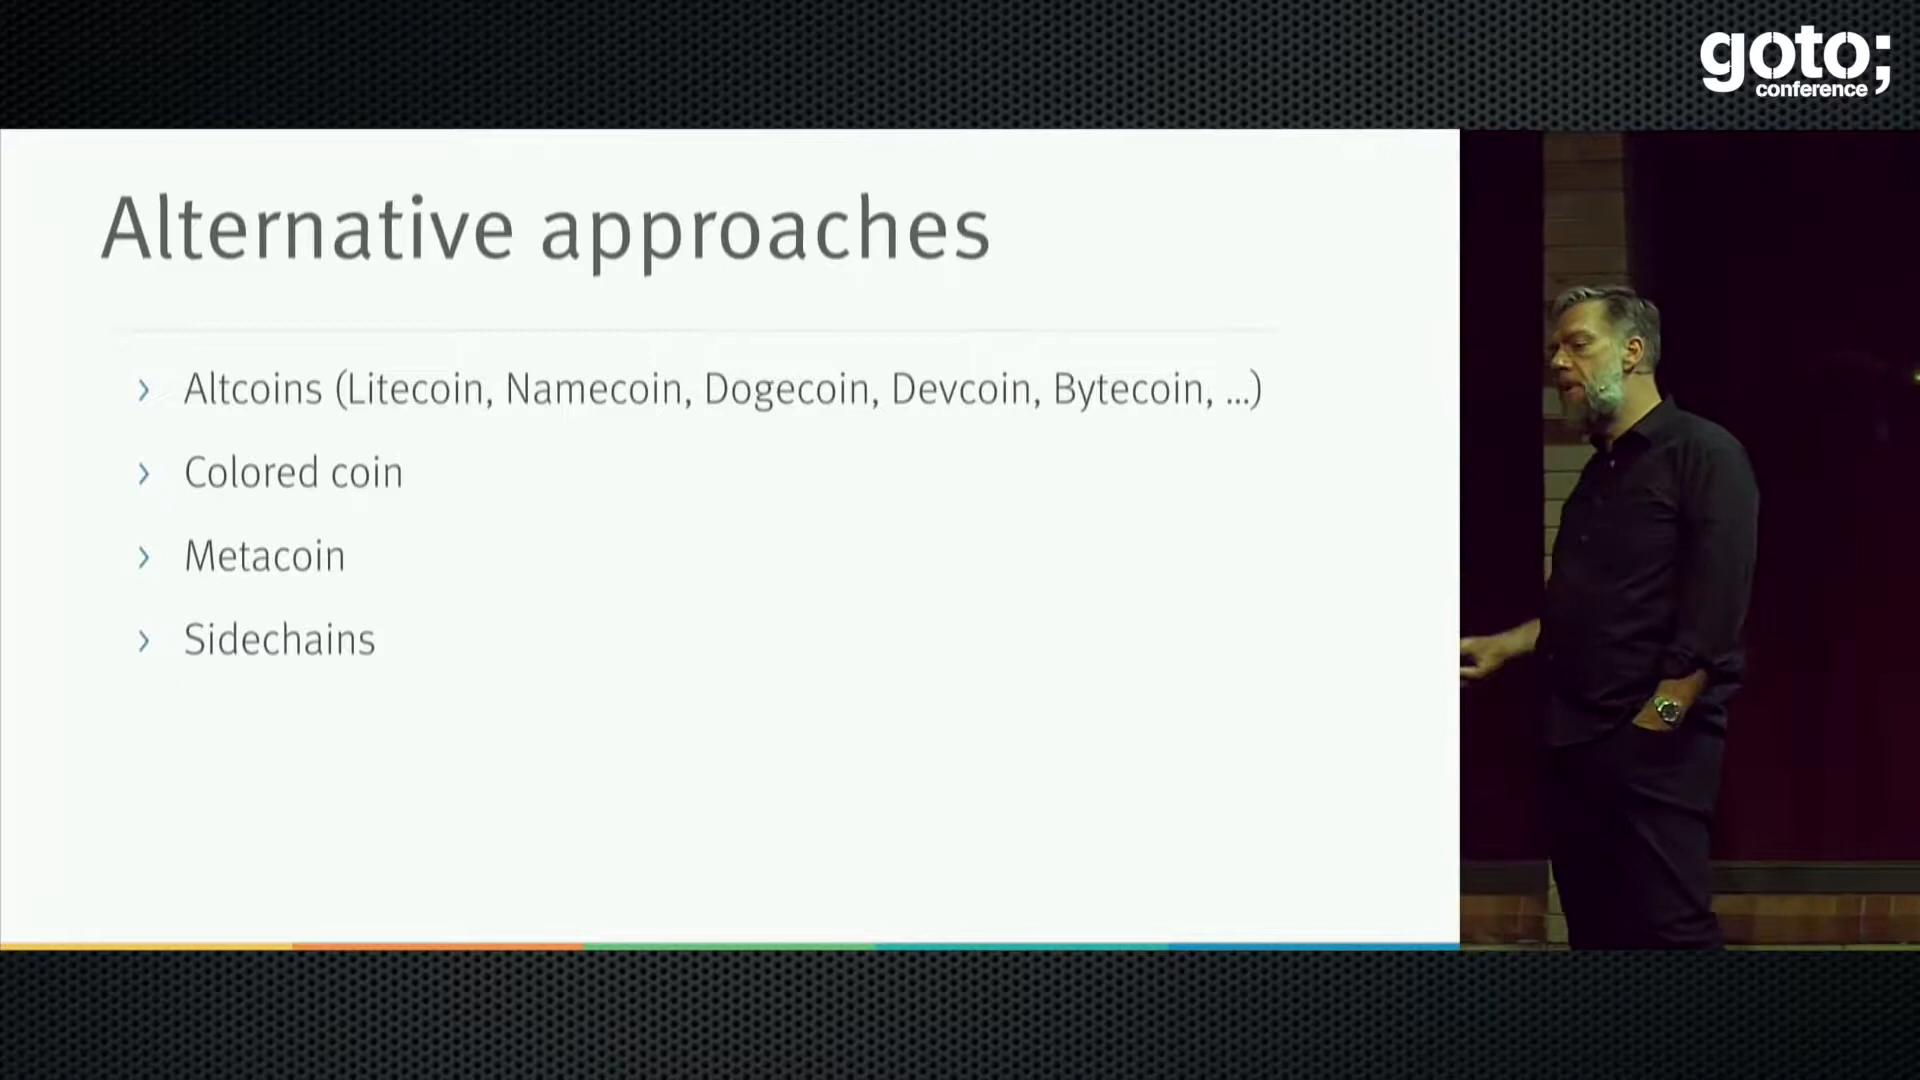 goto;
conference
Alternative approaches
› Altcoins (Litecoin, Namecoin, Dogecoin, Devcoin, Bytecoin, ...)
› Colored coin
› Metacoin
› Sidechains